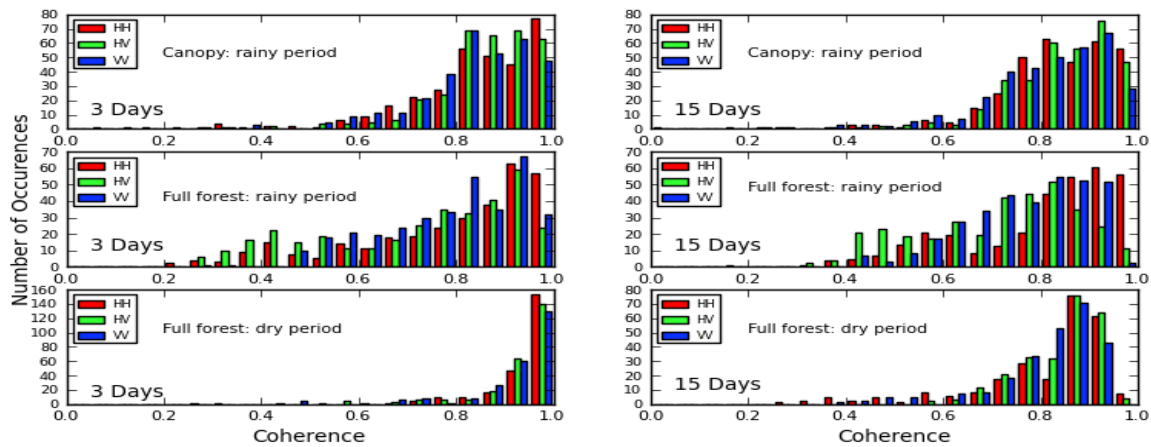 Number of Occurences
80
70
60
50
40
30
20
10
0
HH
HV
VV
Canopy: rainy period
3 Days
0.0 0.2 0.4 0.6 0.8 1.0
80
70
60
50
40
30
20
10
0
HH
HV
VV
Canopy: rainy period
15 Days
0.0 0.2 0.4 0.6 0.8 1.0
70
60
50
40
30
20
10
0
HH
HV
VV
Full forest: rainy period
3 Days
0.0 0.2 0.4 0.6 0.8 1.0
70
60
50
40
30
20
10
0
HH
HV
VV
Full forest: rainy period
15 Days
0.0 0.2 0.4 0.6 0.8 1.0
160
140
120
100
80
60
40
20
0
HH
HV
VV
Full forest: dry period
3 Days
0.0 0.2 0.4 0.6 0.8 1.0
Coherence
80
70
60
50
40
30
20
10
0
HH
HV
VV
Full forest: dry period
15 Days
0.0 0.2 0.4 0.6 0.8 1.0
Coherence